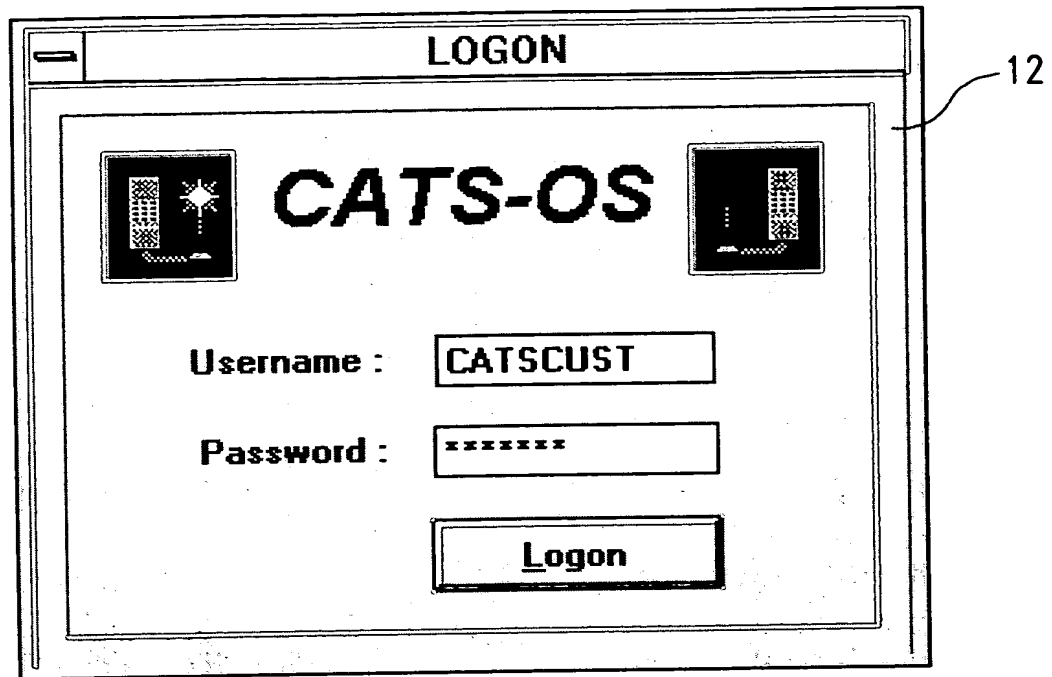 LOGON
12
CATS-OS
Username : CATSCUST
Password : *******
Logon